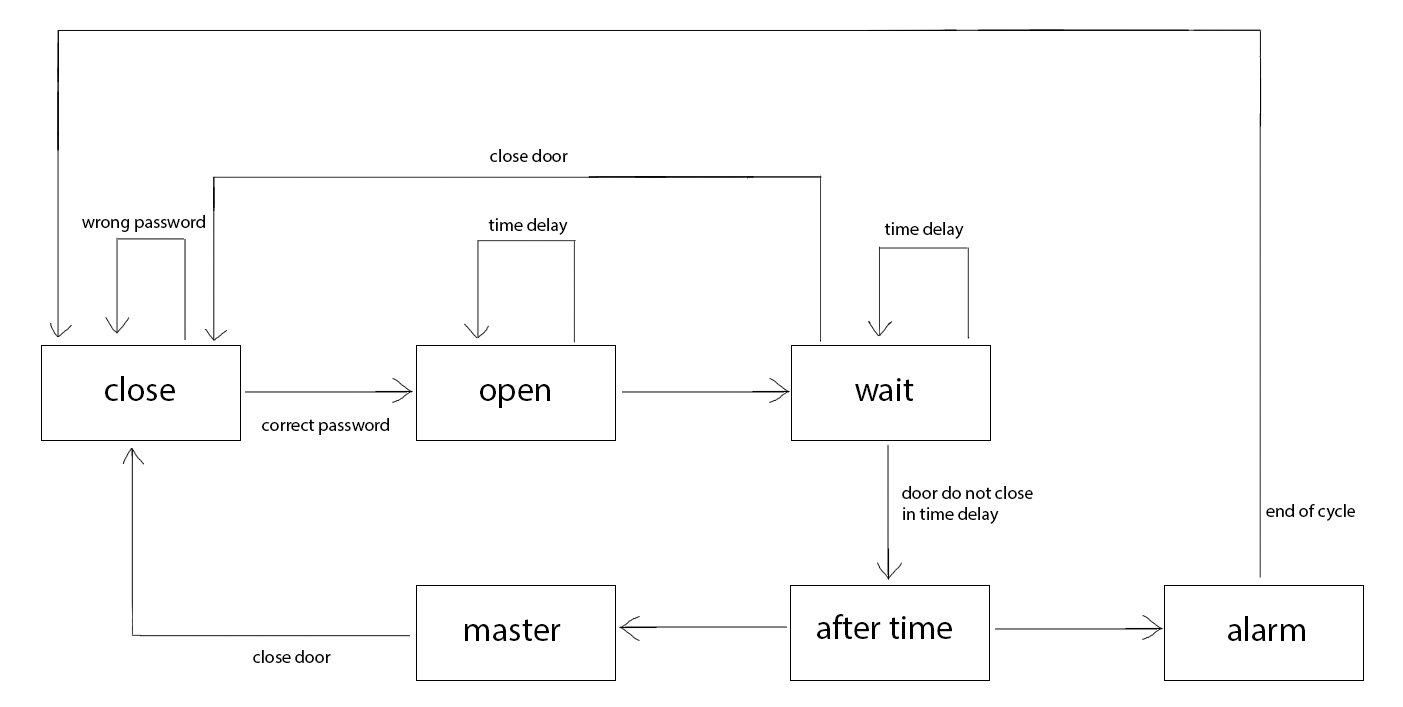 close door
wrong password
time delay
time delay
close
open
wait
correct password
door do not close
in time delay
end of cycle
master
after time
alarm
close door